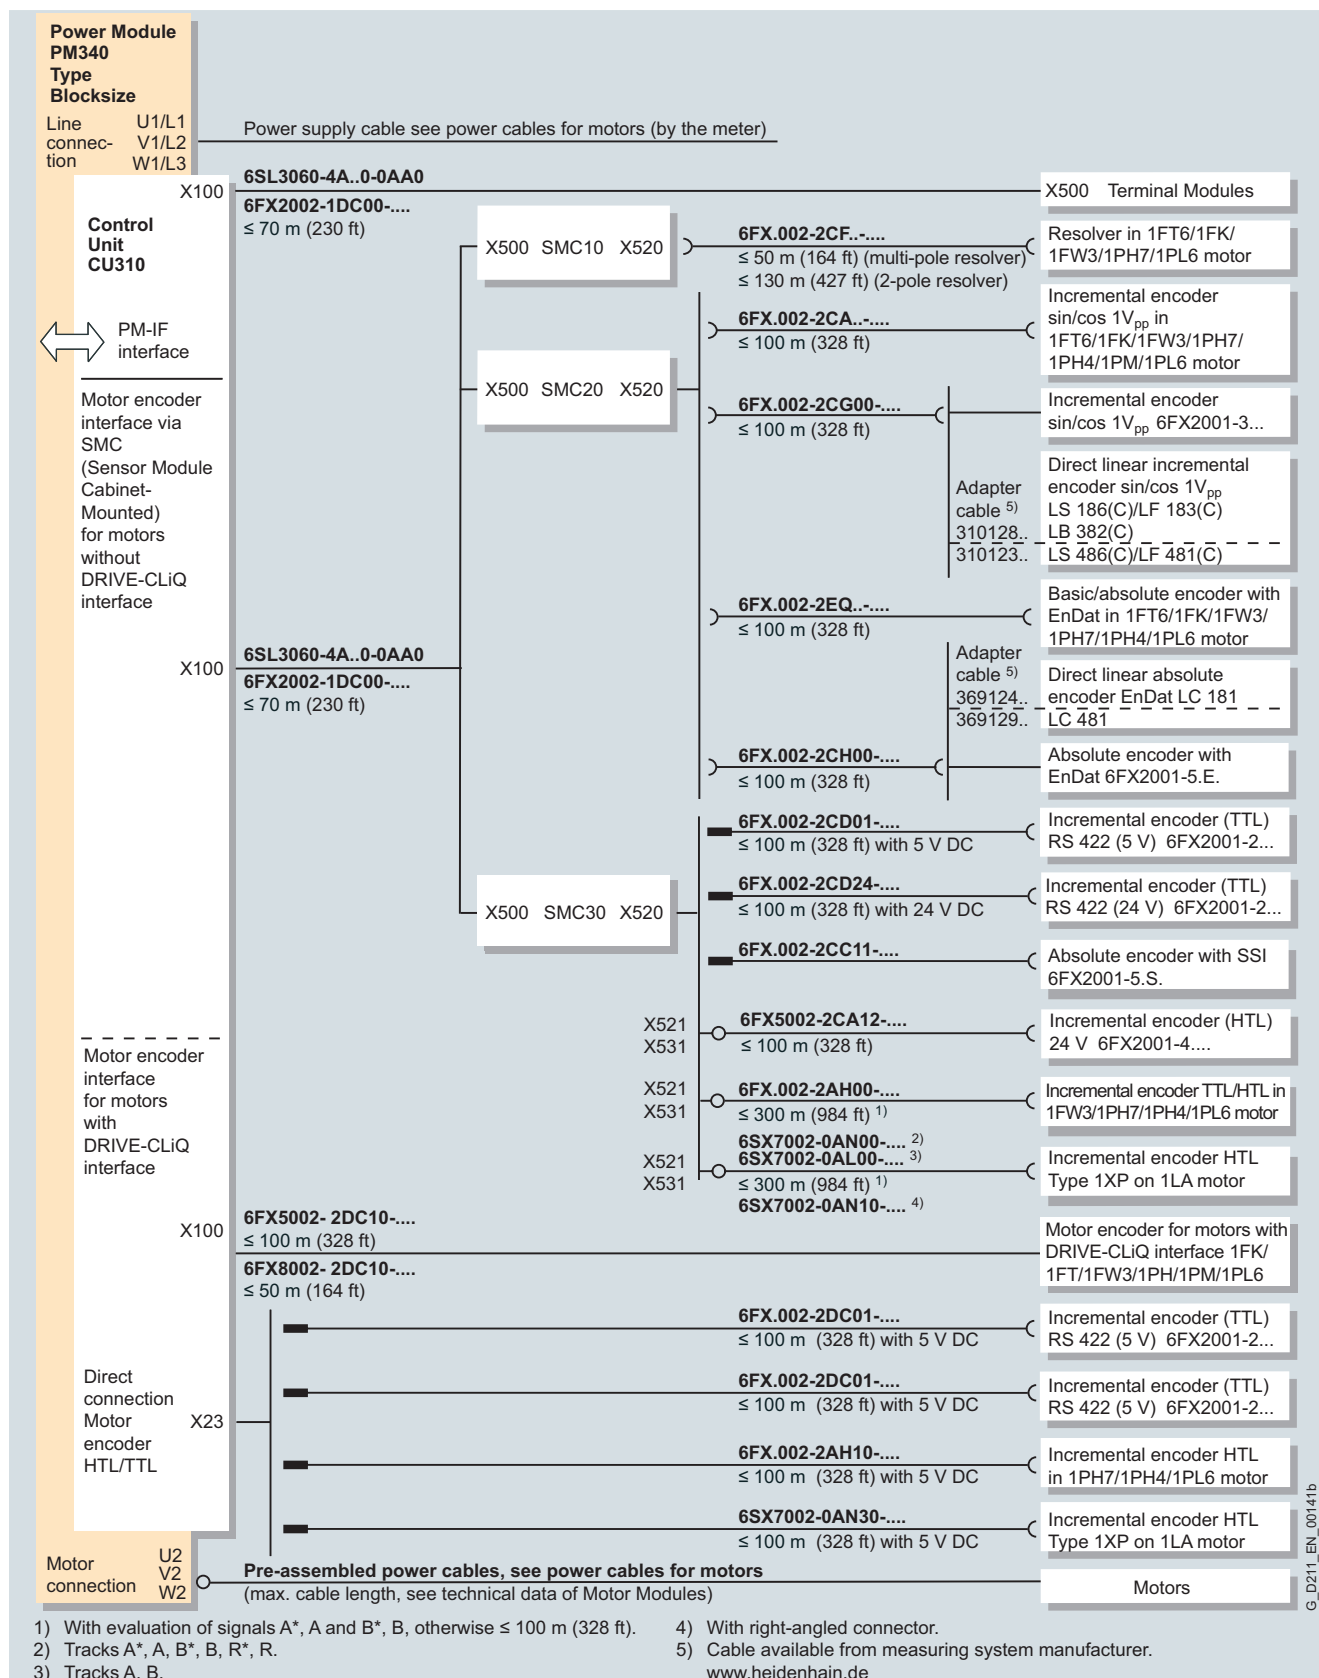 Power Module
PM340
Type
Blocksize
Line connec-tion
U1/L1
V1/L2
W1/L3
Power supply cable see power cables for motors (by the meter)
X100
6SL3060-4A..0-0AA0
6FX2002-1DC00-....
≤ 70 m (230 ft)
X500 Terminal Modules
Control
Unit
CU310
PM-IF
interface
X500 SMC10 X520
6FX.002-2CF..-....
≤ 50 m (164 ft) (multi-pole resolver)
≤ 130 m (427 ft) (2-pole resolver)
Resolver in 1FT6/1FK/
1FW3/1PH7/1PL6 motor
6FX.002-2CA..-....
≤ 100 m (328 ft)
Incremental encoder
sin/cos 1Vpp in
1FT6/1FK/1FW3/1PH7/
1PH4/1PM/1PL6 motor
X500 SMC20 X520
6FX.002-2CG00-....
≤ 100 m (328 ft)
Incremental encoder
sin/cos 1Vpp 6FX2001-3...
Motor encoder
interface via
SMC
(Sensor Module
Cabinet-
Mounted)
for motors
without
DRIVE-CLiQ
interface
Adapter
cable 5)
310128..
310123..
Direct linear incremental
encoder sin/cos 1Vpp
LS 186(C)/LF 183(C)
LB 382(C)
LS 486(C)/LF 481(C)
6FX.002-2EQ..-....
≤ 100 m (328 ft)
Basic/absolute encoder with
EnDat in 1FT6/1FK/1FW3/
1PH7/1PH4/1PL6 motor
X100
6SL3060-4A..0-0AA0
6FX2002-1DC00-....
≤ 70 m (230 ft)
Adapter
cable 5)
369124..
369129..
Direct linear absolute
encoder EnDat LC 181
LC 481
6FX.002-2CH00-....
≤ 100 m (328 ft)
Absolute encoder with
EnDat 6FX2001-5.E.
6FX.002-2CD01-....
≤ 100 m (328 ft) with 5 V DC
Incremental encoder (TTL)
RS 422 (5 V) 6FX2001-2...
X500 SMC30 X520
6FX.002-2CD24-....
≤ 100 m (328 ft) with 24 V DC
Incremental encoder (TTL)
RS 422 (24 V) 6FX2001-2...
6FX.002-2CC11-....
Absolute encoder with SSI
6FX2001-5.S.
X521
X531
6FX5002-2CA12-....
≤ 100 m (328 ft)
Incremental encoder (HTL)
24 V 6FX2001-4....
Motor encoder
interface
for motors
with
DRIVE-CLiQ
interface
X521
X531
6FX.002-2AH00-....
≤ 300 m (984 ft) 1)
Incremental encoder TTL/HTL in
1FW3/1PH7/1PH4/1PL6 motor
X521
X531
6SX7002-0AN00-.... 2)
6SX7002-0AL00-.... 3)
≤ 300 m (984 ft) 1)
6SX7002-0AN10-.... 4)
Incremental encoder HTL
Type 1XP on 1LA motor
X100
6FX5002- 2DC10-....
≤ 100 m (328 ft)
6FX8002- 2DC10-....
≤ 50 m (164 ft)
Motor encoder for motors with
DRIVE-CLiQ interface 1FK/
1FT/1FW3/1PH/1PM/1PL6
6FX.002-2DC01-....
≤ 100 m (328 ft) with 5 V DC
Incremental encoder (TTL)
RS 422 (5 V) 6FX2001-2...
Direct
connection
Motor
encoder
HTL/TTL
X23
6FX.002-2DC01-....
≤ 100 m (328 ft) with 5 V DC
Incremental encoder (TTL)
RS 422 (5 V) 6FX2001-2...
6FX.002-2AH10-....
≤ 100 m (328 ft) with 5 V DC
Incremental encoder HTL
in 1PH7/1PH4/1PL6 motor
6SX7002-0AN30-....
≤ 100 m (328 ft) with 5 V DC
Incremental encoder HTL
Type 1XP on 1LA motor
Motor
connection
U2
V2
W2
Pre-assembled power cables, see power cables for motors
(max. cable length, see technical data of Motor Modules)
Motors
G_D211_EN_00141b
1) With evaluation of signals A*, A and B*, B, otherwise ≤ 100 m (328 ft).
2) Tracks A*, A, B*, B, R*, R.
3) Tracks A, B.
4) With right-angled connector.
5) Cable available from measuring system manufacturer.
www.heidenhain.de